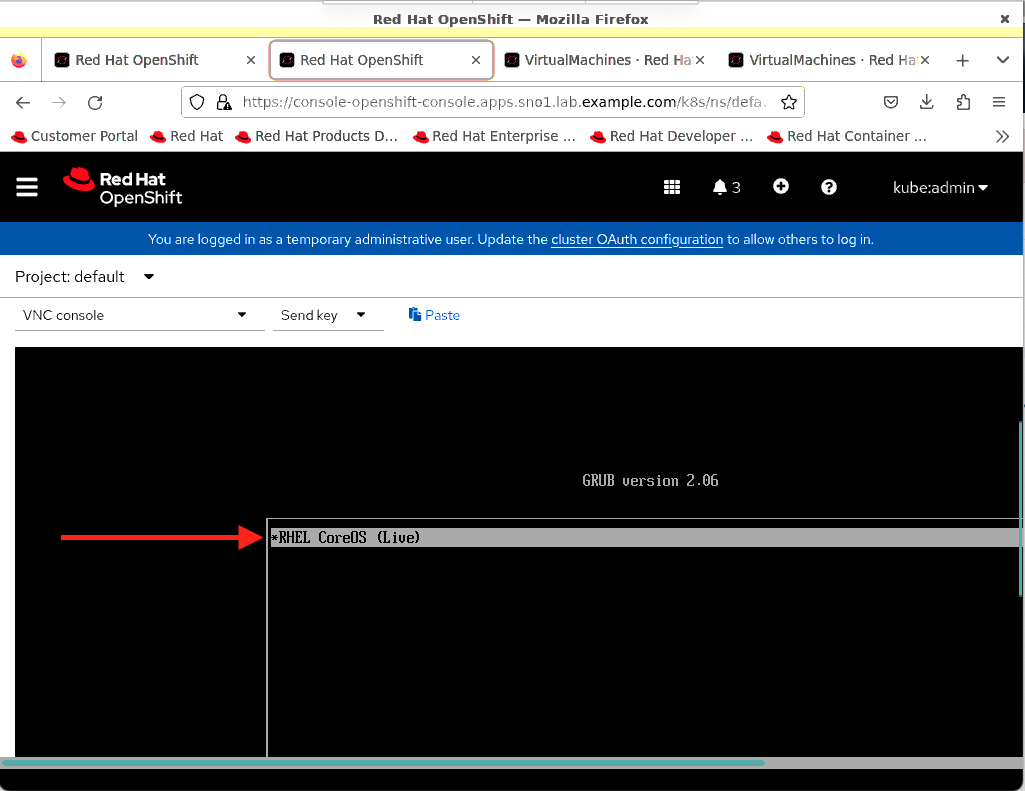 Red Hat OpenShift — Mozilla Firefox
Red Hat OpenShift
Red Hat OpenShift
VirtualMachines · Red Ha
VirtualMachines · Red Hat
https://console-openshift-console.apps.sno1.lab.example.com/k8s/ns/defa
Customer Portal
Red Hat
Red Hat Products D…
Red Hat Enterprise …
Red Hat Developer …
Red Hat Container …
Red Hat
OpenShift
3
kube:admin
You are logged in as a temporary administrative user. Update the cluster OAuth configuration to allow others to log in.
Project: default
VNC console
Send key
Paste
GRUB version 2.06
*RHEL CoreOS (Live)